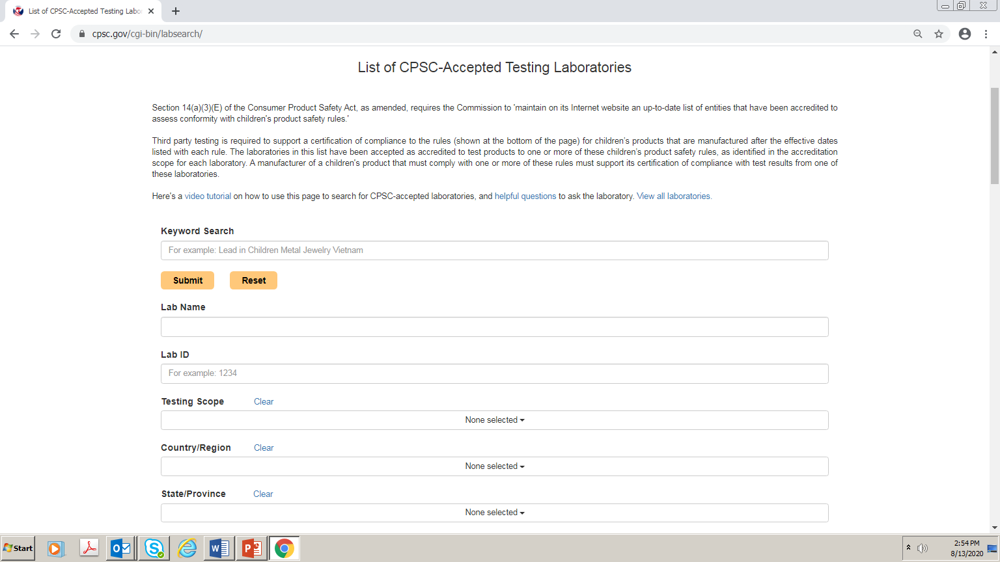 List of CPSC-Accepted Testing Labo
cpsc.gov/cgi-bin/labsearch/
List of CPSC-Accepted Testing Laboratories
Section 14(a)(3)(E) of the Consumer Product Safety Act, as amended, requires the Commission to 'maintain on its Internet website an up-to-date list of entities that have been accredited to
assess conformity with children's product safety rules.'
Third party testing is required to support a certification of compliance to the rules (shown at the bottom of the page) for children's products that are manufactured after the effective dates
listed with each rule. The laboratories in this list have been accepted as accredited to test products to one or more of these children's product safety rules, as identified in the accreditation
scope for each laboratory. A manufacturer of a children's product that must comply with one or more of these rules must support its certification of compliance with test results from one of
these laboratories.
Here's a video tutorial on how to use this page to search for CPSC-accepted laboratories, and helpful questions to ask the laboratory. View all laboratories.
Keyword Search
For example: Lead in Children Metal Jewelry Vietnam
Submit Reset
Lab Name
Lab ID
For example: 1234
Testing Scope Clear
None selected
Country/Region Clear
None selected
State/Province Clear
None selected
Start
2:54 PM
8/13/2020